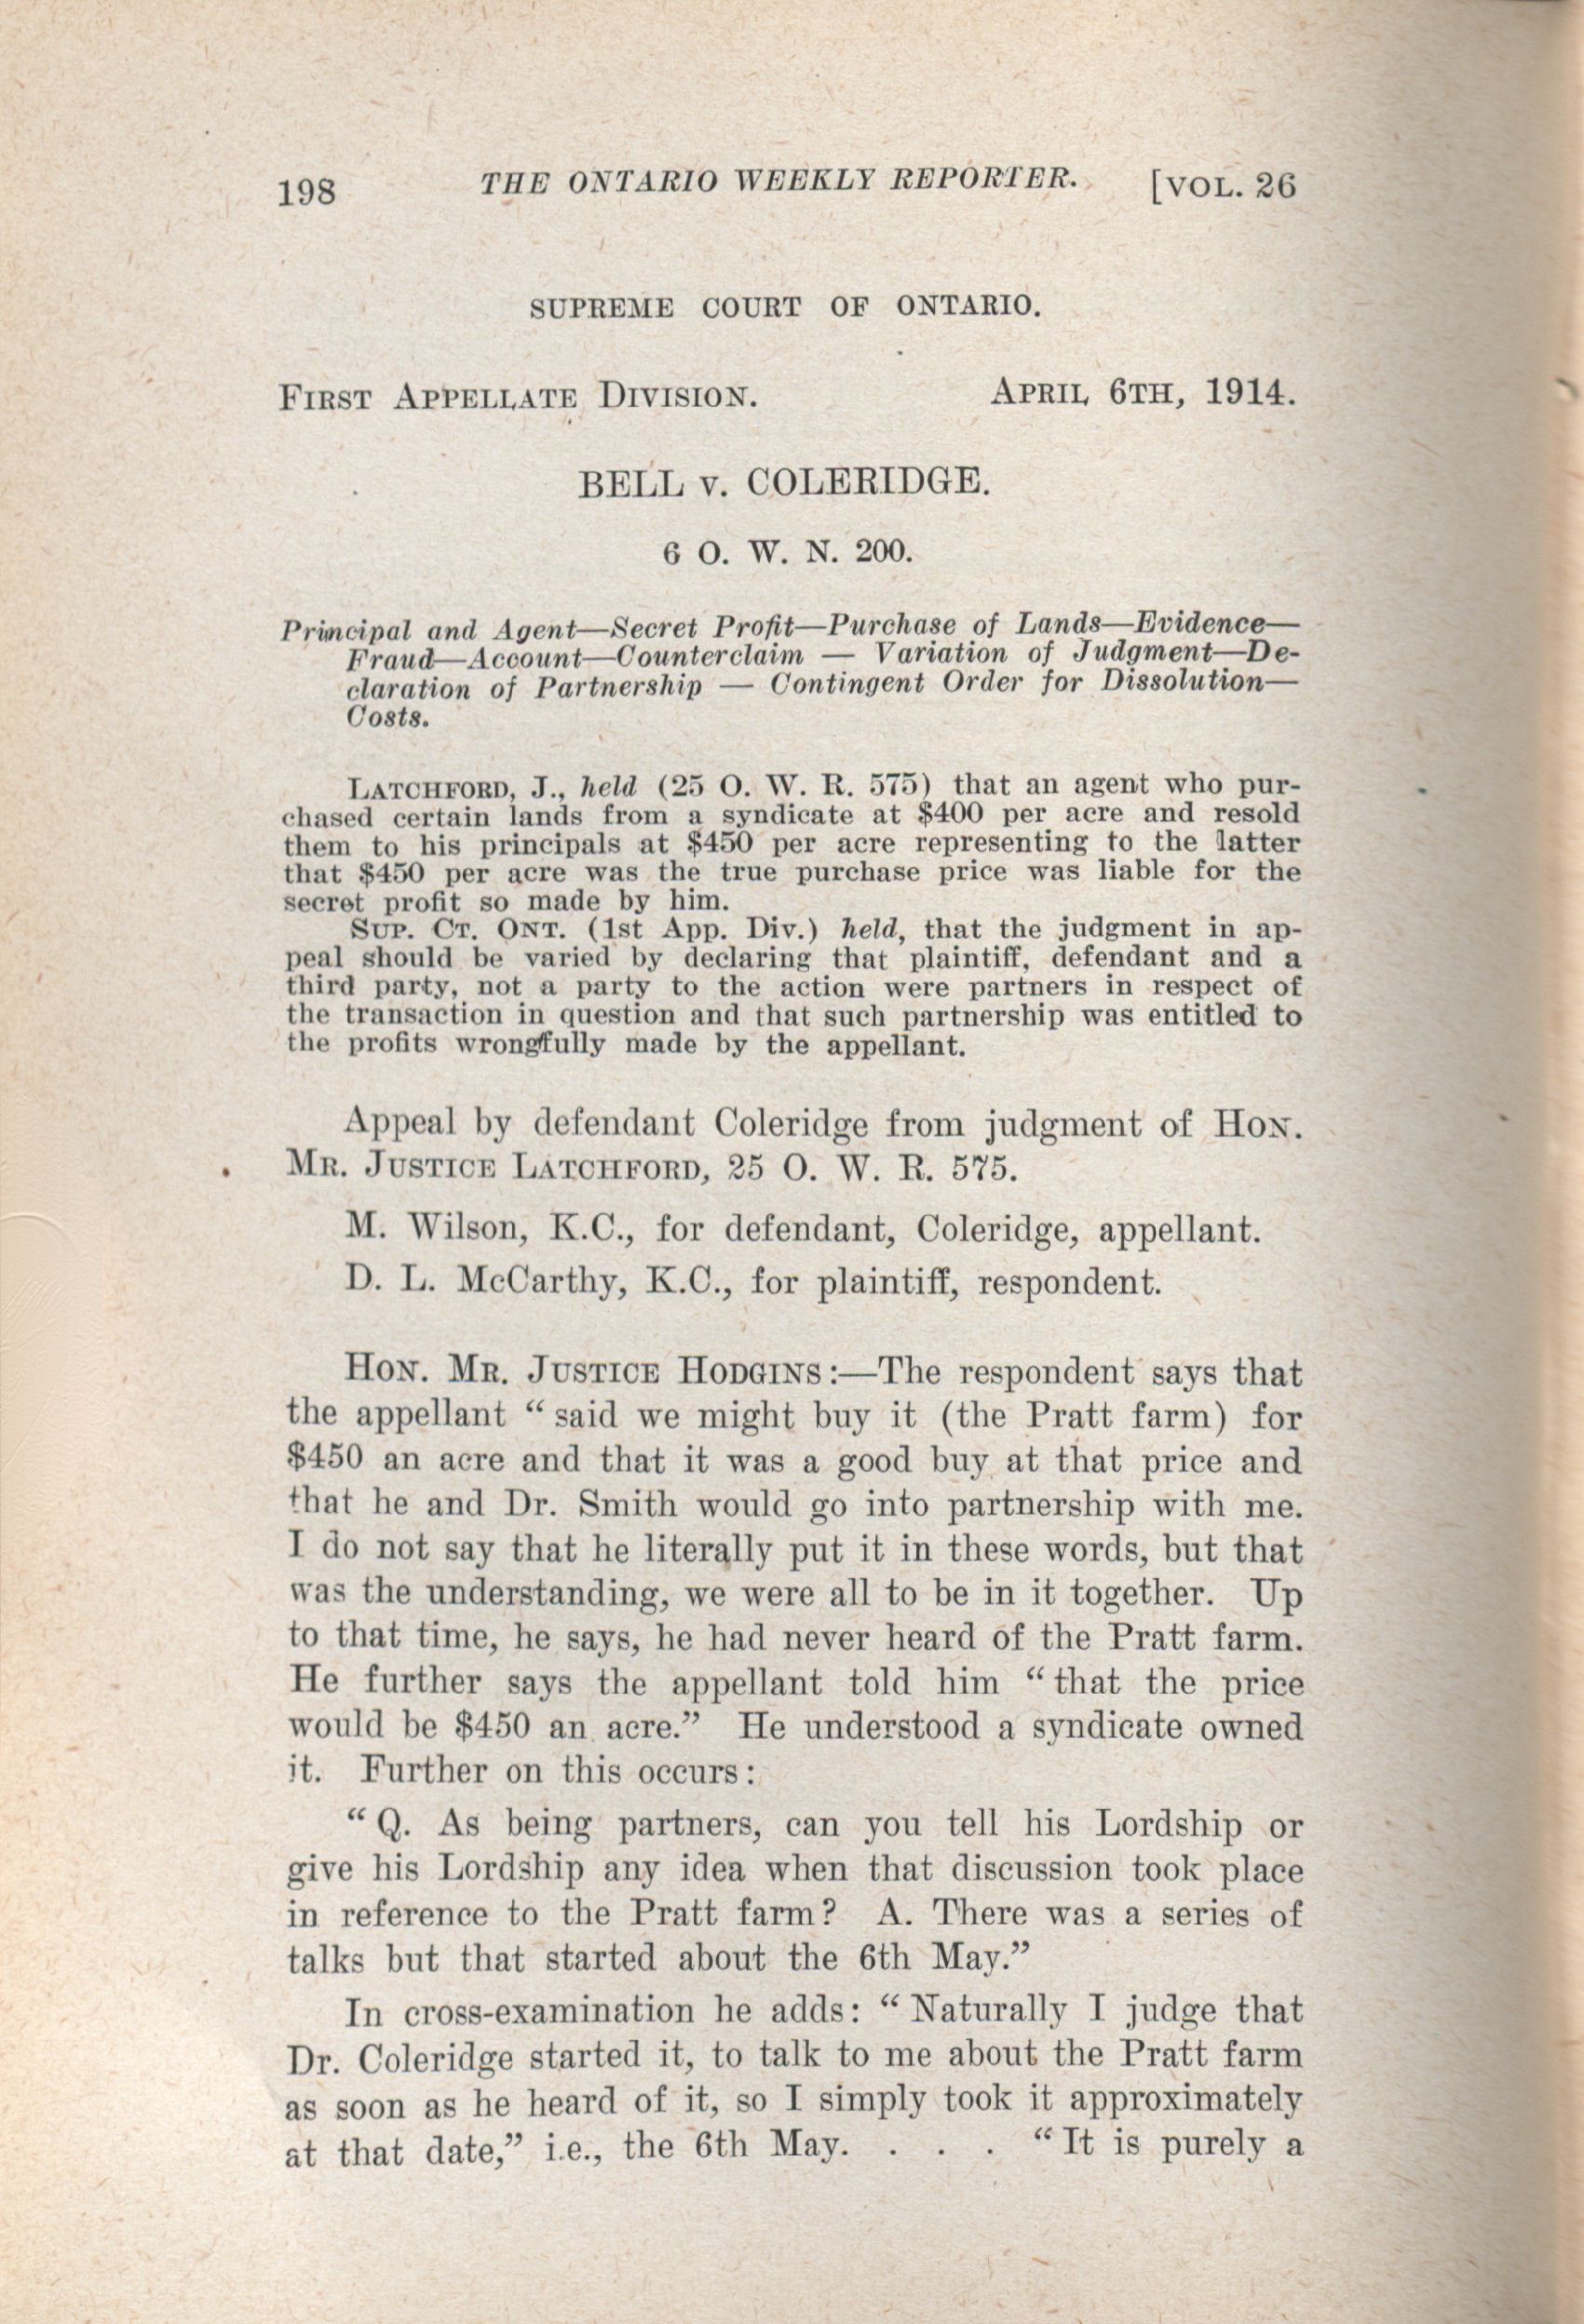 198 THE ONTARIO WEEKLY REPORTER. [VOL. 26
SUPREME COURT OF ONTARIO.
FIRST APPELLATE DIVISION. APRIL 6TH, 1914.
BELL v. COLERIDGE.
6 O. W. N. 200.
Principal and Agent—Secret Profit—Purchase of Lands—Evidence—
Fraud—Account—Counterclaim — Variation of Judgment—De-
claration of Partnership — Contingent Order for Dissolution—
Costs.
LATCHFORD, J., held (25 O. W. R. 575) that an agent who pur-
chased certain lands from a syndicate at $400 per acre and resold
them to his principals at $450 per acre representing to the latter
that $450 per acre was the true purchase price was liable for the
secret profit so made by him.
SUP. CT. ONT. (1st App. Div.) held, that the judgment in ap-
peal should be varied by declaring that plaintiff, defendant and a
third party, not a party to the action were partners in respect of
the transaction in question and that such partnership was entitled to
the profits wrongfully made by the appellant.
Appeal by defendant Coleridge from judgment of HON.
MR. JUSTICE LATCHFORD, 25 O. W. R. 575.
M. Wilson, K.C., for defendant, Coleridge, appellant.
D. L. McCarthy, K.C., for plaintiff, respondent.
HON. MR. JUSTICE HODGINS:—The respondent says that
the appellant “ said we might buy it (the Pratt farm) for
$450 an acre and that it was a good buy at that price and
that he and Dr. Smith would go into partnership with me.
I do not say that he literally put it in these words, but that
was the understanding, we were all to be in it together. Up
to that time, he says, he had never heard of the Pratt farm.
He further says the appellant told him “ that the price
would be $450 an acre.” He understood a syndicate owned
it. Further on this occurs:
“ Q. As being partners, can you tell his Lordship or
give his Lordship any idea when that discussion took place
in reference to the Pratt farm? A. There was a series of
talks but that started about the 6th May.”
In cross-examination he adds: “ Naturally I judge that
Dr. Coleridge started it, to talk to me about the Pratt farm
as soon as he heard of it, so I simply took it approximately
at that date,” i.e., the 6th May. . . . “ It is purely a